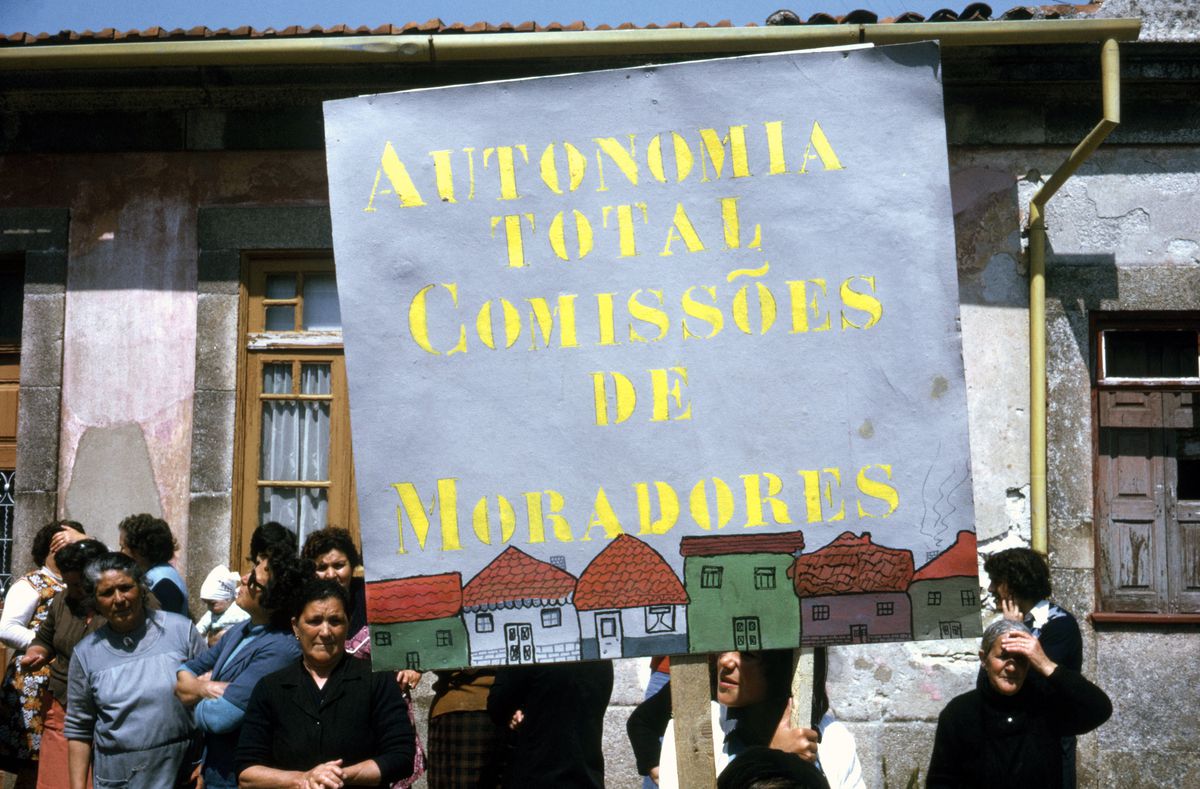 AUTONOMIA
TOTAL
COMISSÕES
DE
MORADORES